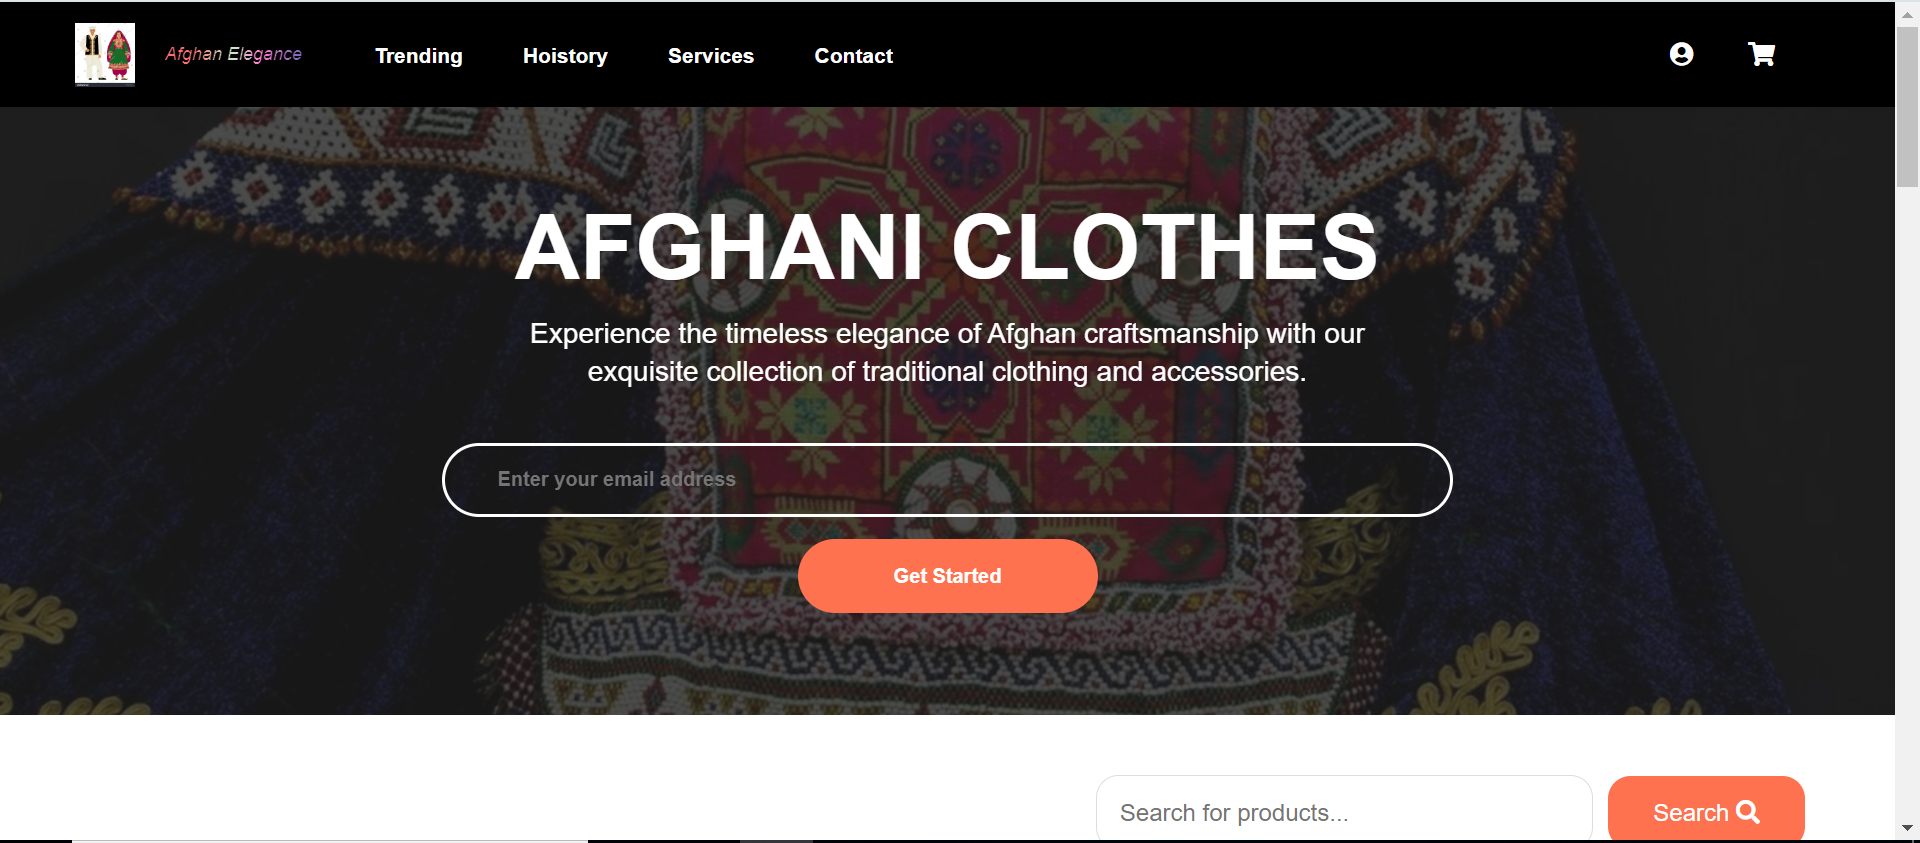 Afghan Elegance
Trending
Hoistory
Services
Contact
AFGHANI CLOTHES
Experience the timeless elegance of Afghan craftsmanship with our
exquisite collection of traditional clothing and accessories.
Enter your email address
Get Started
Search for products...
Search